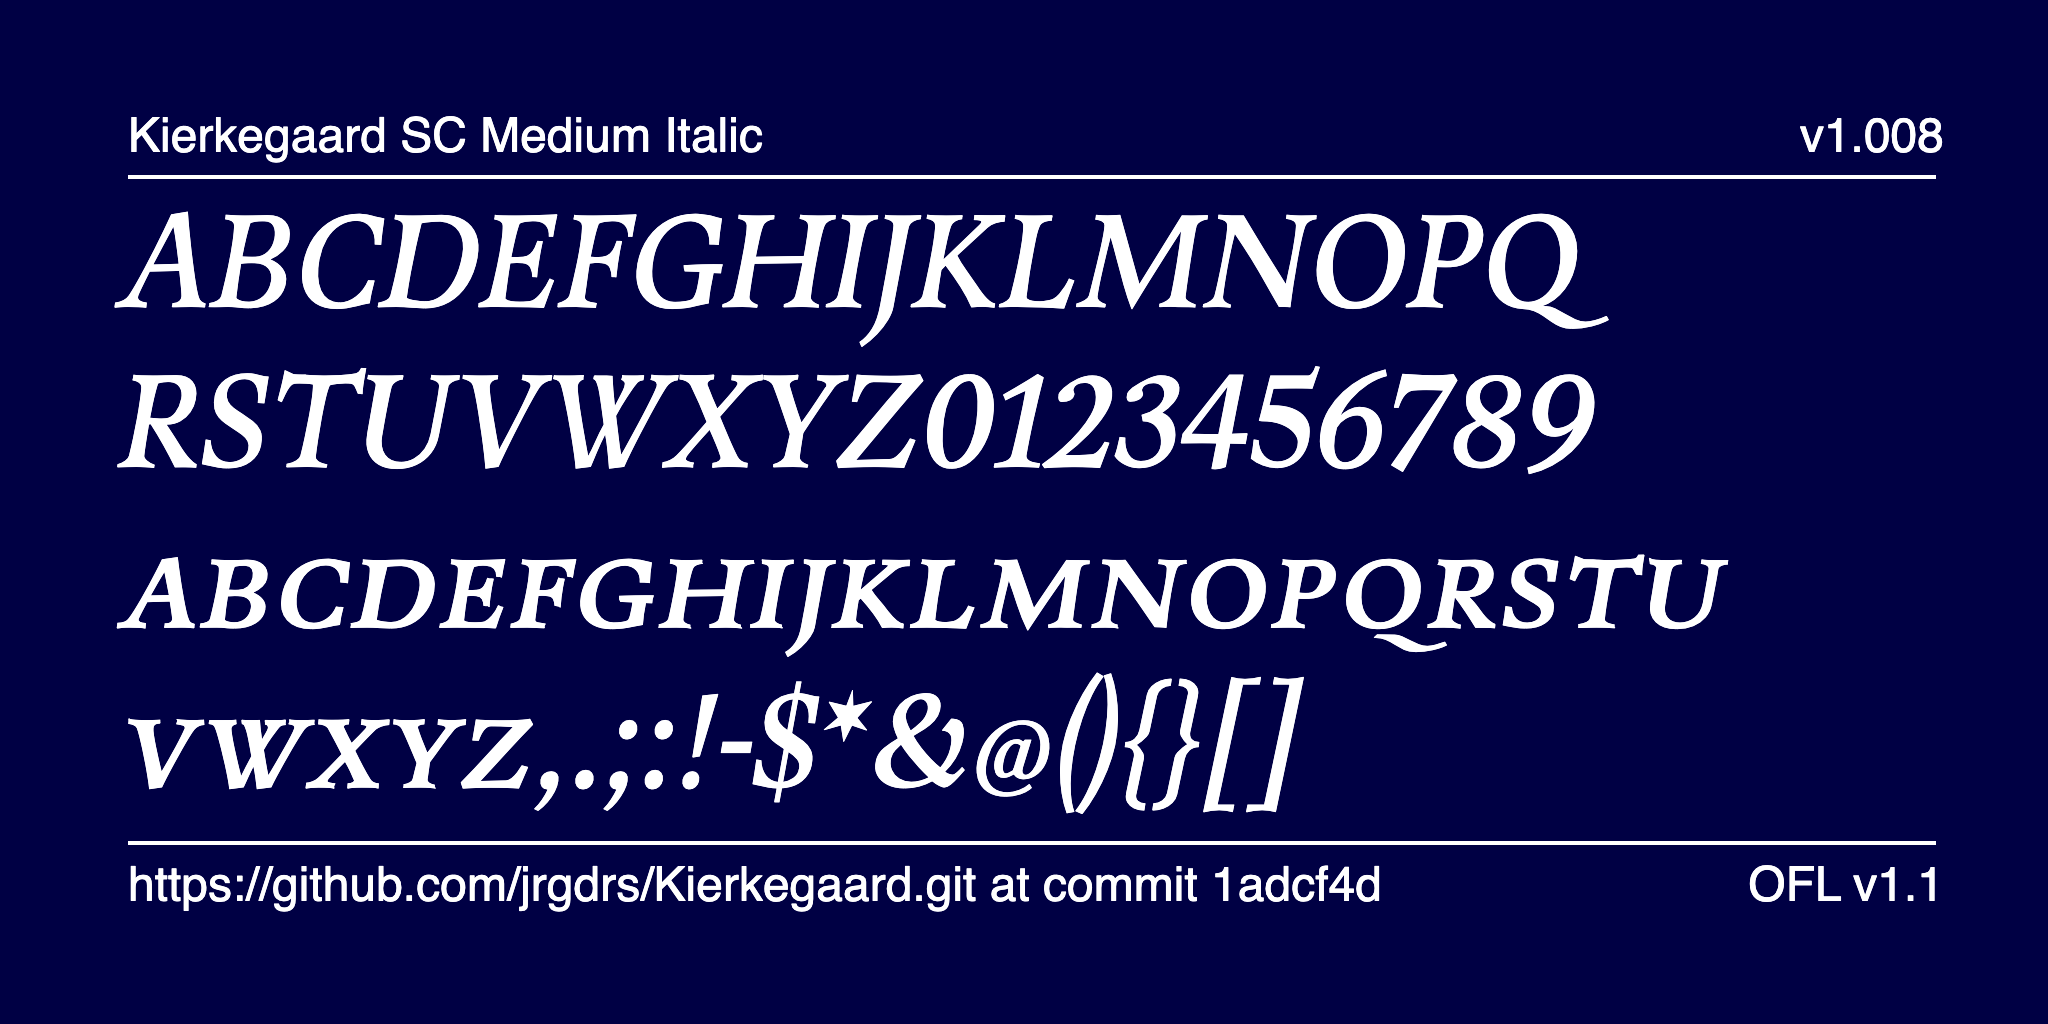 Kierkegaard SC Medium Italic v1.008
ABCDEFGHIJKLMNOPQ
RSTUVWXYZ0123456789
ABCDEFGHIJKLMNOPQRSTU
VWXYZ,.;:!-$*&@(){}[]
https://github.com/jrgdrs/Kierkegaard.git at commit 1adcf4d OFL v1.1